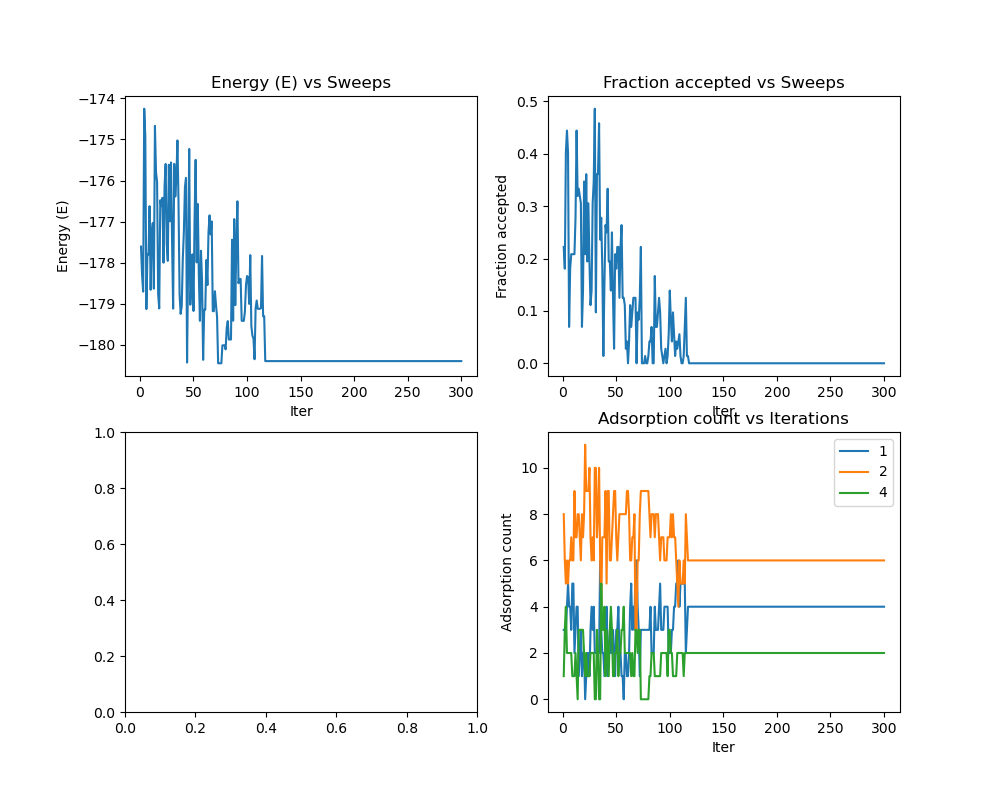 Energy (E) vs Sweeps
Energy (E)
−174
−175
−176
−177
−178
−179
−180
0 50 100 150 200 250 300
Iter
Fraction accepted vs Sweeps
Fraction accepted
0.5
0.4
0.3
0.2
0.1
0.0
0 50 100 150 200 250 300
Iter
1.0
0.8
0.6
0.4
0.2
0.0
0.0 0.2 0.4 0.6 0.8 1.0
Adsorption count vs Iterations
Adsorption count
10
8
6
4
2
0
0 50 100 150 200 250 300
Iter
1
2
4